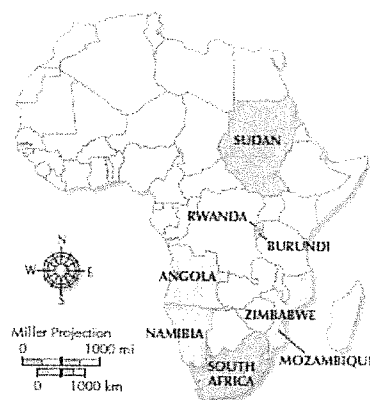 SUDAN
RWANDA
BURUNDI
N
W E
S
ANGOLA
ZIMBABWE
Miller Projection
NAMIBIA
0 1000 mi
MOZAMBIQUE
SOUTH
AFRICA
0 1000 km